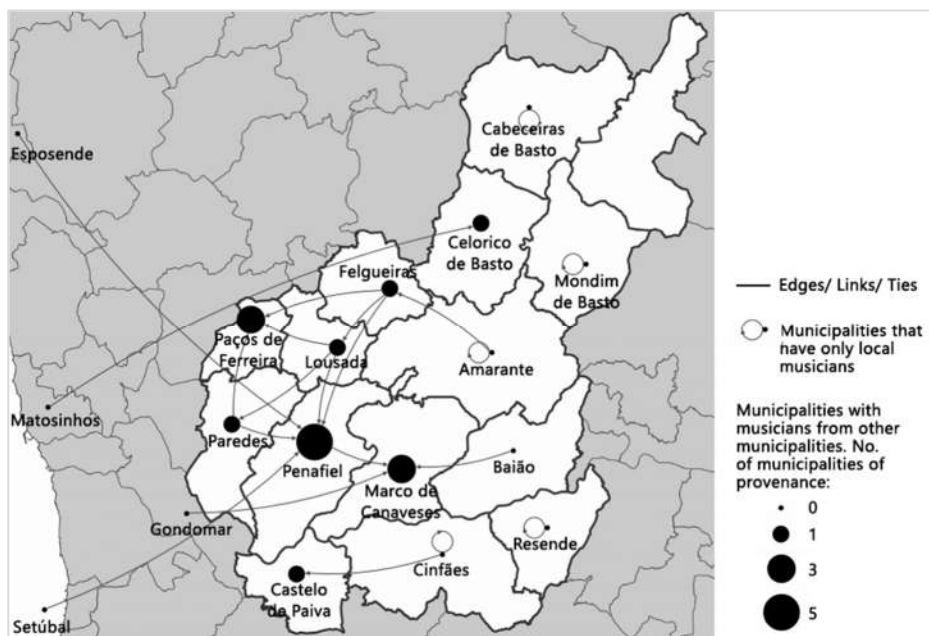 Esposende
Cabeceiras
de Basto
Celorico
de Basto
Mondim
de Basto
Felgueiras
Paços de
Ferreira
Lousada
Amarante
Matosinhos
Paredes
Penafiel
Marco de
Canaveses
Baião
Gondomar
Resende
Cinfães
Castelo
de Paiva
Setúbal
Edges/ Links/ Ties
Municipalities that
have only local
musicians
Municipalities with
musicians from other
municipalities. No.
of municipalities of
provenance:
0
1
3
5